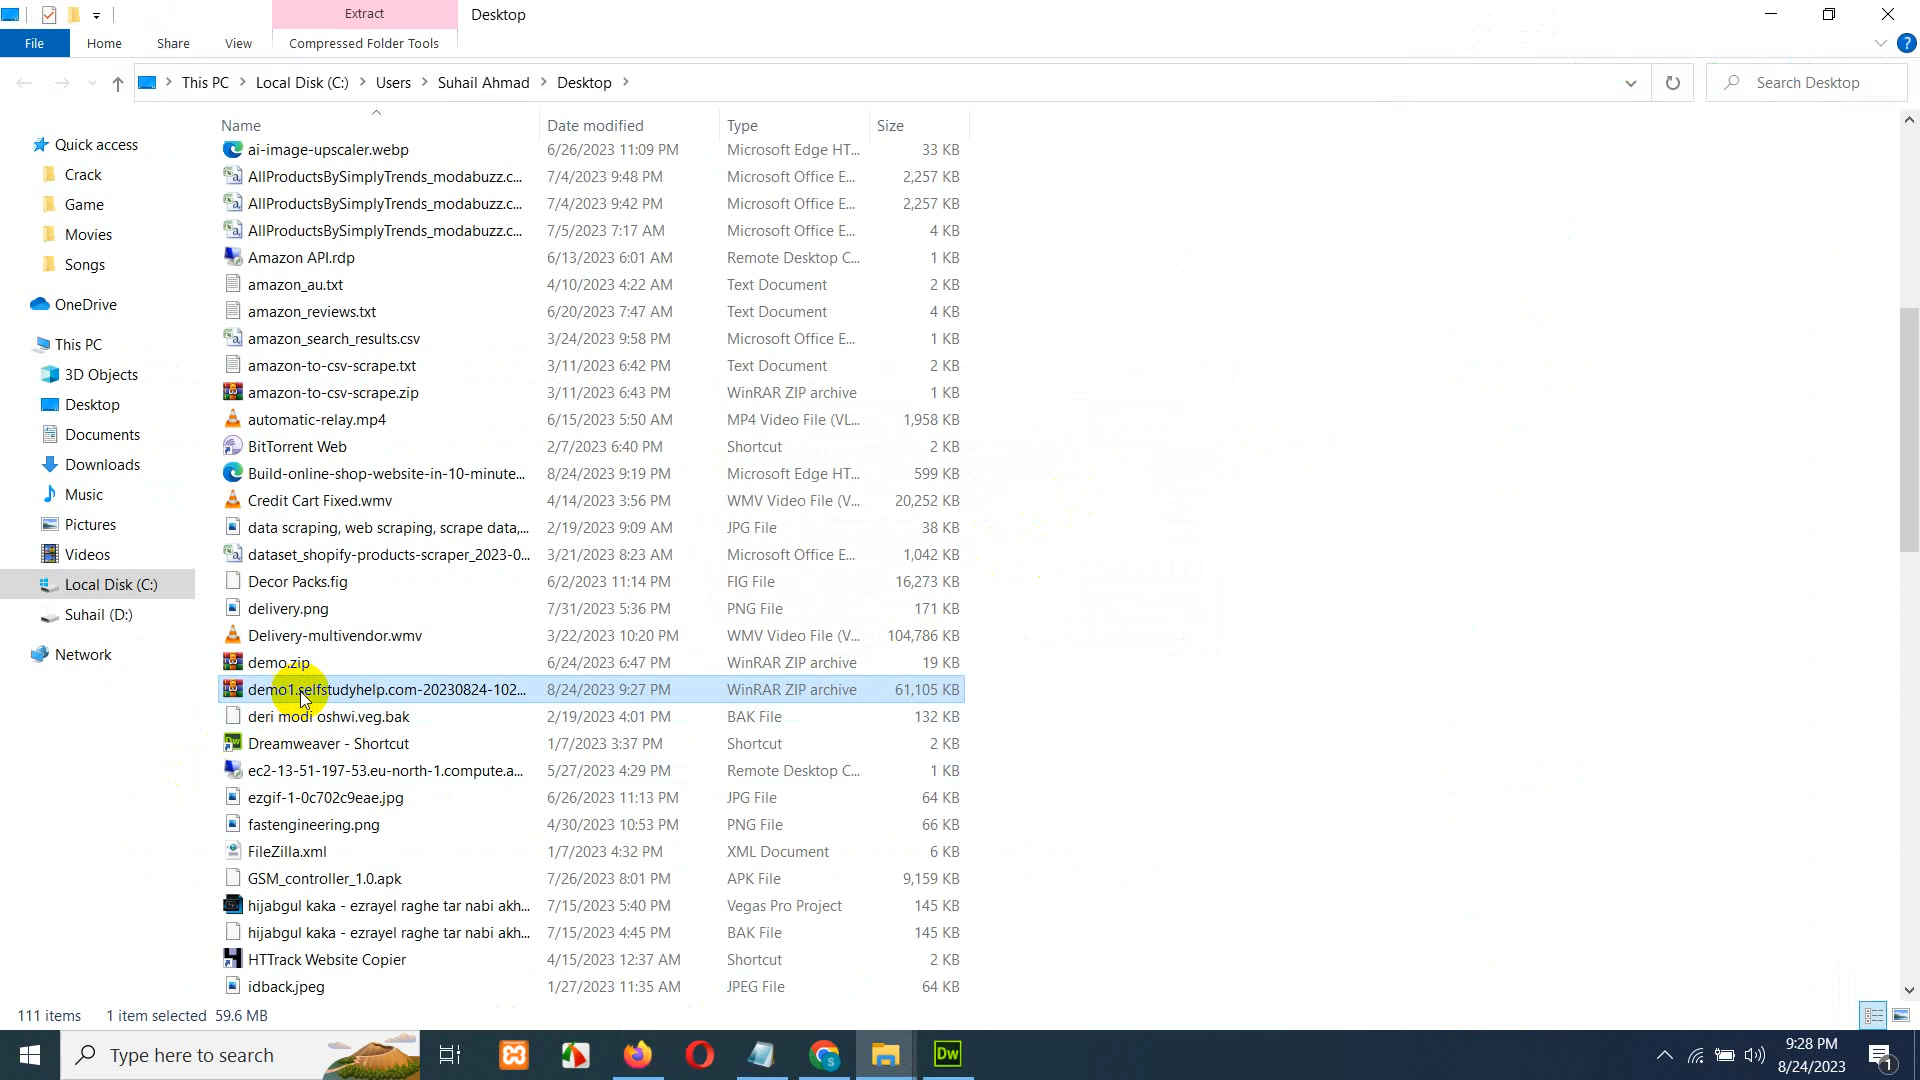 Extract
Desktop
File
Home
Share
View
Compressed Folder Tools
?
This PC
Local Disk (C:)
Users
Suhail Ahmad
Desktop
Search Desktop
Name
Date modified
Type
Size
Quick access
Crack
Game
Movies
Songs
OneDrive
This PC
3D Objects
Desktop
Documents
Downloads
Music
Pictures
Videos
Local Disk (C:)
Suhail (D:)
Network
ai-image-upscaler.webp 6/26/2023 11:09 PM Microsoft Edge HT... 33 KB
AllProductsBySimplyTrends_modabuzz.c... 7/4/2023 9:48 PM Microsoft Office E... 2,257 KB
AllProductsBySimplyTrends_modabuzz.c... 7/4/2023 9:42 PM Microsoft Office E... 2,257 KB
AllProductsBySimplyTrends_modabuzz.c... 7/5/2023 7:17 AM Microsoft Office E... 4 KB
Amazon API.rdp 6/13/2023 6:01 AM Remote Desktop C... 1 KB
amazon_au.txt 4/10/2023 4:22 AM Text Document 2 KB
amazon_reviews.txt 6/20/2023 7:47 AM Text Document 4 KB
amazon_search_results.csv 3/24/2023 9:58 PM Microsoft Office E... 1 KB
amazon-to-csv-scrape.txt 3/11/2023 6:42 PM Text Document 2 KB
amazon-to-csv-scrape.zip 3/11/2023 6:43 PM WinRAR ZIP archive 1 KB
automatic-relay.mp4 6/15/2023 5:50 AM MP4 Video File (VL... 1,958 KB
BitTorrent Web 2/7/2023 6:40 PM Shortcut 2 KB
Build-online-shop-website-in-10-minute... 8/24/2023 9:19 PM Microsoft Edge HT... 599 KB
Credit Cart Fixed.wmv 4/14/2023 3:56 PM WMV Video File (V... 20,252 KB
data scraping, web scraping, scrape data,... 2/19/2023 9:09 AM JPG File 38 KB
dataset_shopify-products-scraper_2023-0... 3/21/2023 8:23 AM Microsoft Office E... 1,042 KB
Decor Packs.fig 6/2/2023 11:14 PM FIG File 16,273 KB
delivery.png 7/31/2023 5:36 PM PNG File 171 KB
Delivery-multivendor.wmv 3/22/2023 10:20 PM WMV Video File (V... 104,786 KB
demo.zip 6/24/2023 6:47 PM WinRAR ZIP archive 19 KB
demo1.selfstudyhelp.com-20230824-102... 8/24/2023 9:27 PM WinRAR ZIP archive 61,105 KB
deri modi oshwi.veg.bak 2/19/2023 4:01 PM BAK File 132 KB
Dreamweaver - Shortcut 1/7/2023 3:37 PM Shortcut 2 KB
ec2-13-51-197-53.eu-north-1.compute.a... 5/27/2023 4:29 PM Remote Desktop C... 1 KB
ezgif-1-0c702c9eae.jpg 6/26/2023 11:13 PM JPG File 64 KB
fastengineering.png 4/30/2023 10:53 PM PNG File 66 KB
FileZilla.xml 1/7/2023 4:32 PM XML Document 6 KB
GSM_controller_1.0.apk 7/26/2023 8:01 PM APK File 9,159 KB
hijabgul kaka - ezrayel raghe tar nabi akh... 7/15/2023 5:40 PM Vegas Pro Project 145 KB
hijabgul kaka - ezrayel raghe tar nabi akh... 7/15/2023 4:45 PM BAK File 145 KB
HTTrack Website Copier 4/15/2023 12:37 AM Shortcut 2 KB
idback.jpeg 1/27/2023 11:35 AM JPEG File 64 KB
111 items 1 item selected 59.6 MB
Type here to search
Dw
9:28 PM
8/24/2023
1